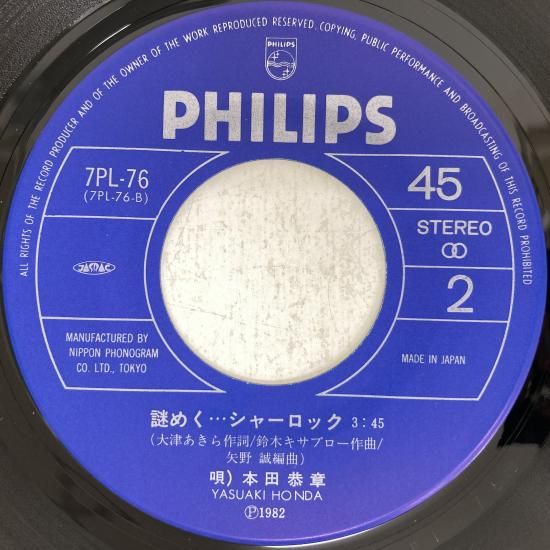 ALL RIGHTS OF THE RECORD PRODUCER AND OF THE OWNER OF THE WORK REPRODUCED RESERVED. COPYING, PUBLIC PERFORMANCE AND BROADCASTING OF THIS RECORD PROHIBITED
PHILIPS
PHILIPS
7PL-76
(7PL-76-B)
45
STEREO
JASRAC
2
MANUFACTURED BY
NIPPON PHONOGRAM
CO. LTD., TOKYO
MADE IN JAPAN
謎めく…シャーロック 3:45
(大津あきら作詞/鈴木キサブロー作曲/
矢野 誠編曲)
唄) 本田恭章
YASUAKI HONDA
Ⓟ1982